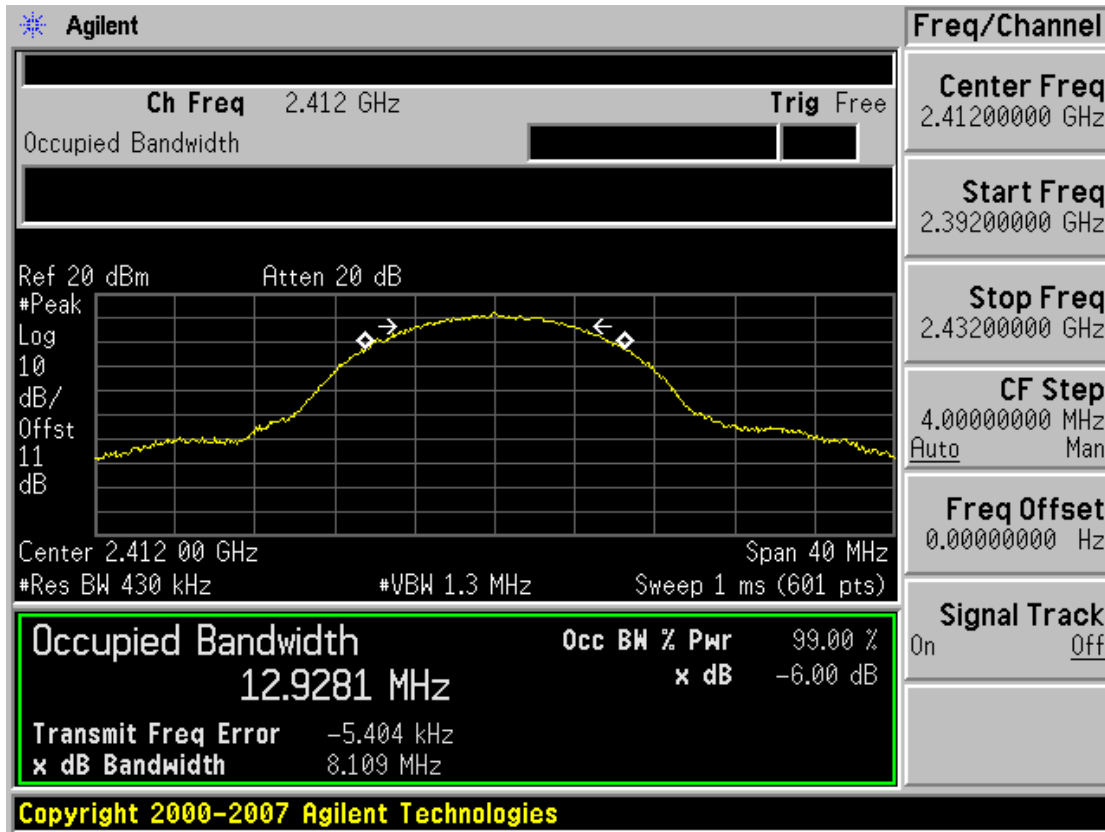 Agilent
Freq/Channel
Ch Freq 2.412 GHz Trig Free
Occupied Bandwidth
Center Freq
2.41200000 GHz
Start Freq
2.39200000 GHz
Stop Freq
2.43200000 GHz
CF Step
4.00000000 MHz
Auto Man
Freq Offset
0.00000000 Hz
Signal Track
On Off
Ref 20 dBm Atten 20 dB
#Peak
Log
10
dB/
Offst
11
dB
Center 2.412 00 GHz Span 40 MHz
#Res BW 430 kHz #VBW 1.3 MHz Sweep 1 ms (601 pts)
Occupied Bandwidth Occ BW % Pwr 99.00 %
12.9281 MHz x dB -6.00 dB
Transmit Freq Error -5.404 kHz
x dB Bandwidth 8.109 MHz
Copyright 2000-2007 Agilent Technologies